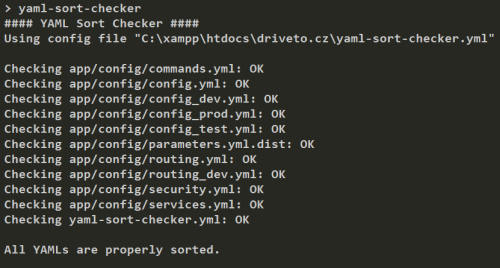 > yaml-sort-checker
#### YAML Sort Checker ####
Using config file "C:\xampp\htdocs\driveto.cz\yaml-sort-checker.yml"
Checking app/config/commands.yml: OK
Checking app/config/config.yml: OK
Checking app/config/config_dev.yml: OK
Checking app/config/config_prod.yml: OK
Checking app/config/config_test.yml: OK
Checking app/config/parameters.yml.dist: OK
Checking app/config/routing.yml: OK
Checking app/config/routing_dev.yml: OK
Checking app/config/security.yml: OK
Checking app/config/services.yml: OK
Checking yaml-sort-checker.yml: OK
All YAMLs are properly sorted.